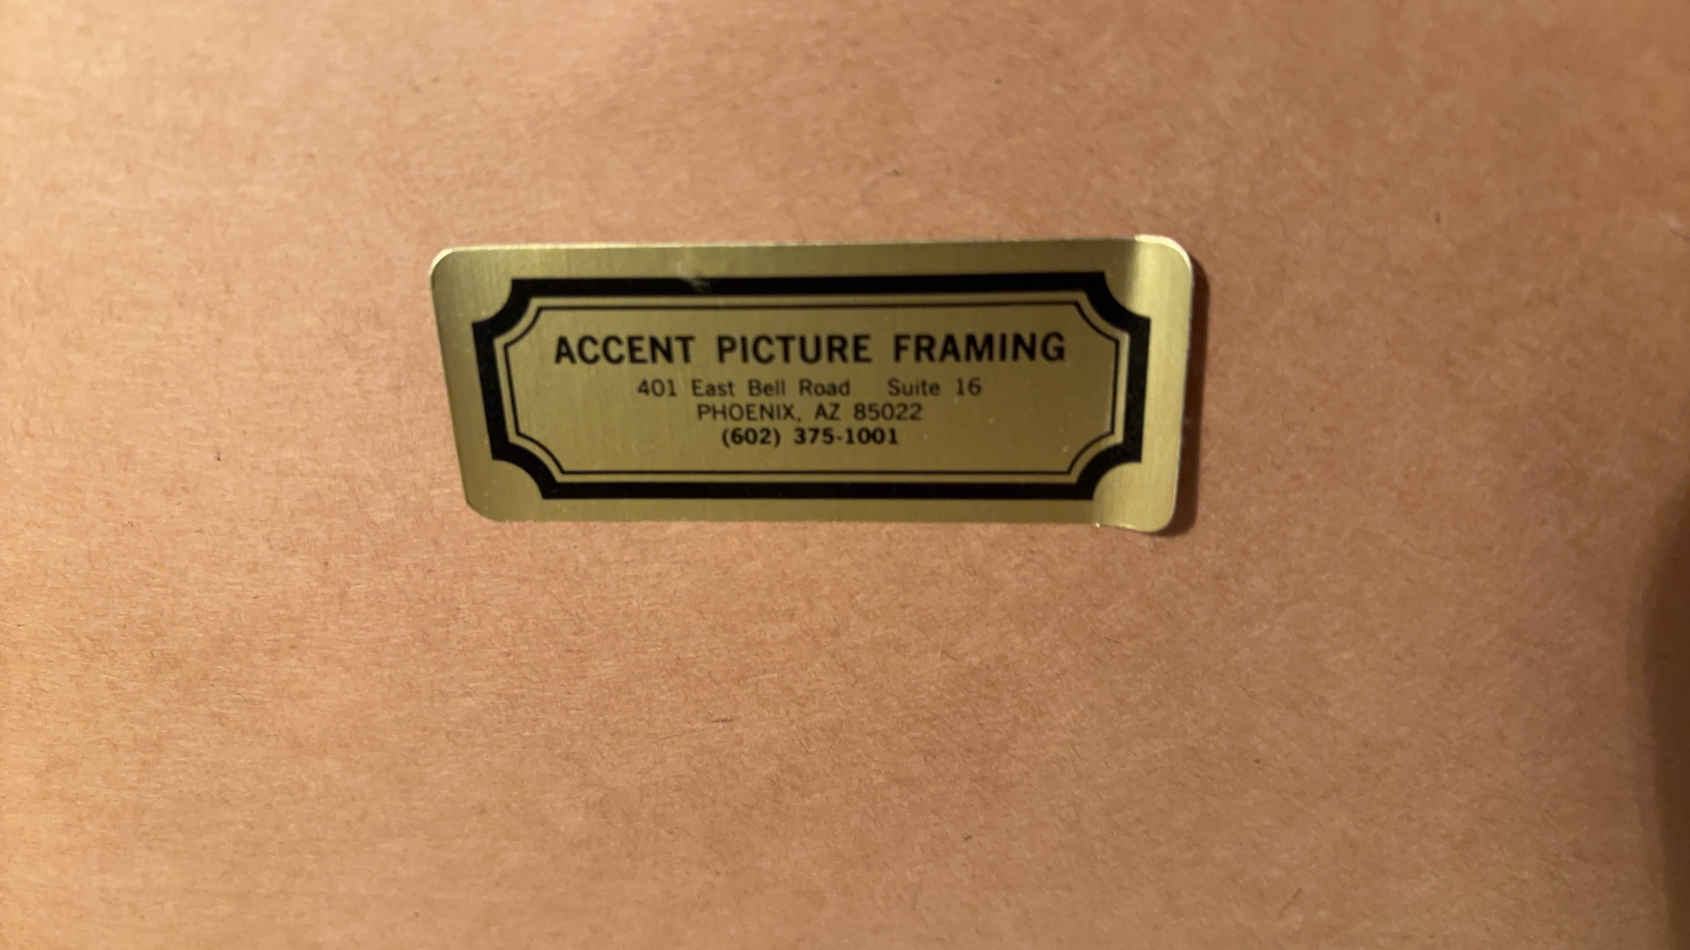 ACCENT PICTURE FRAMING
401 East Bell Road Suite 16
PHOENIX, AZ 85022
(602) 375-1001